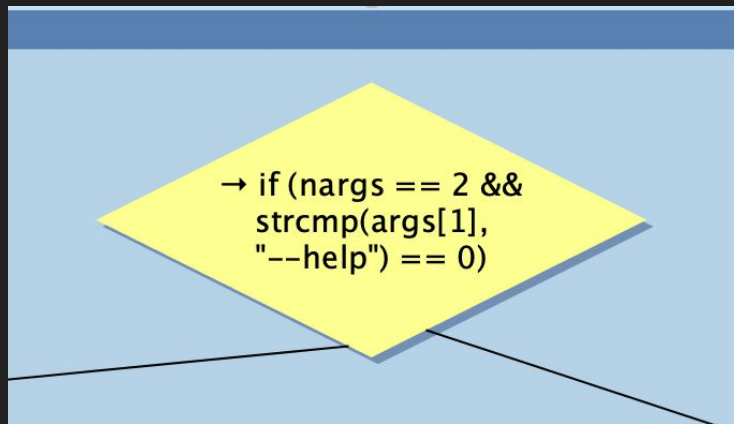 → if (nargs == 2 &&
strcmp(args[1],
"--help") == 0)